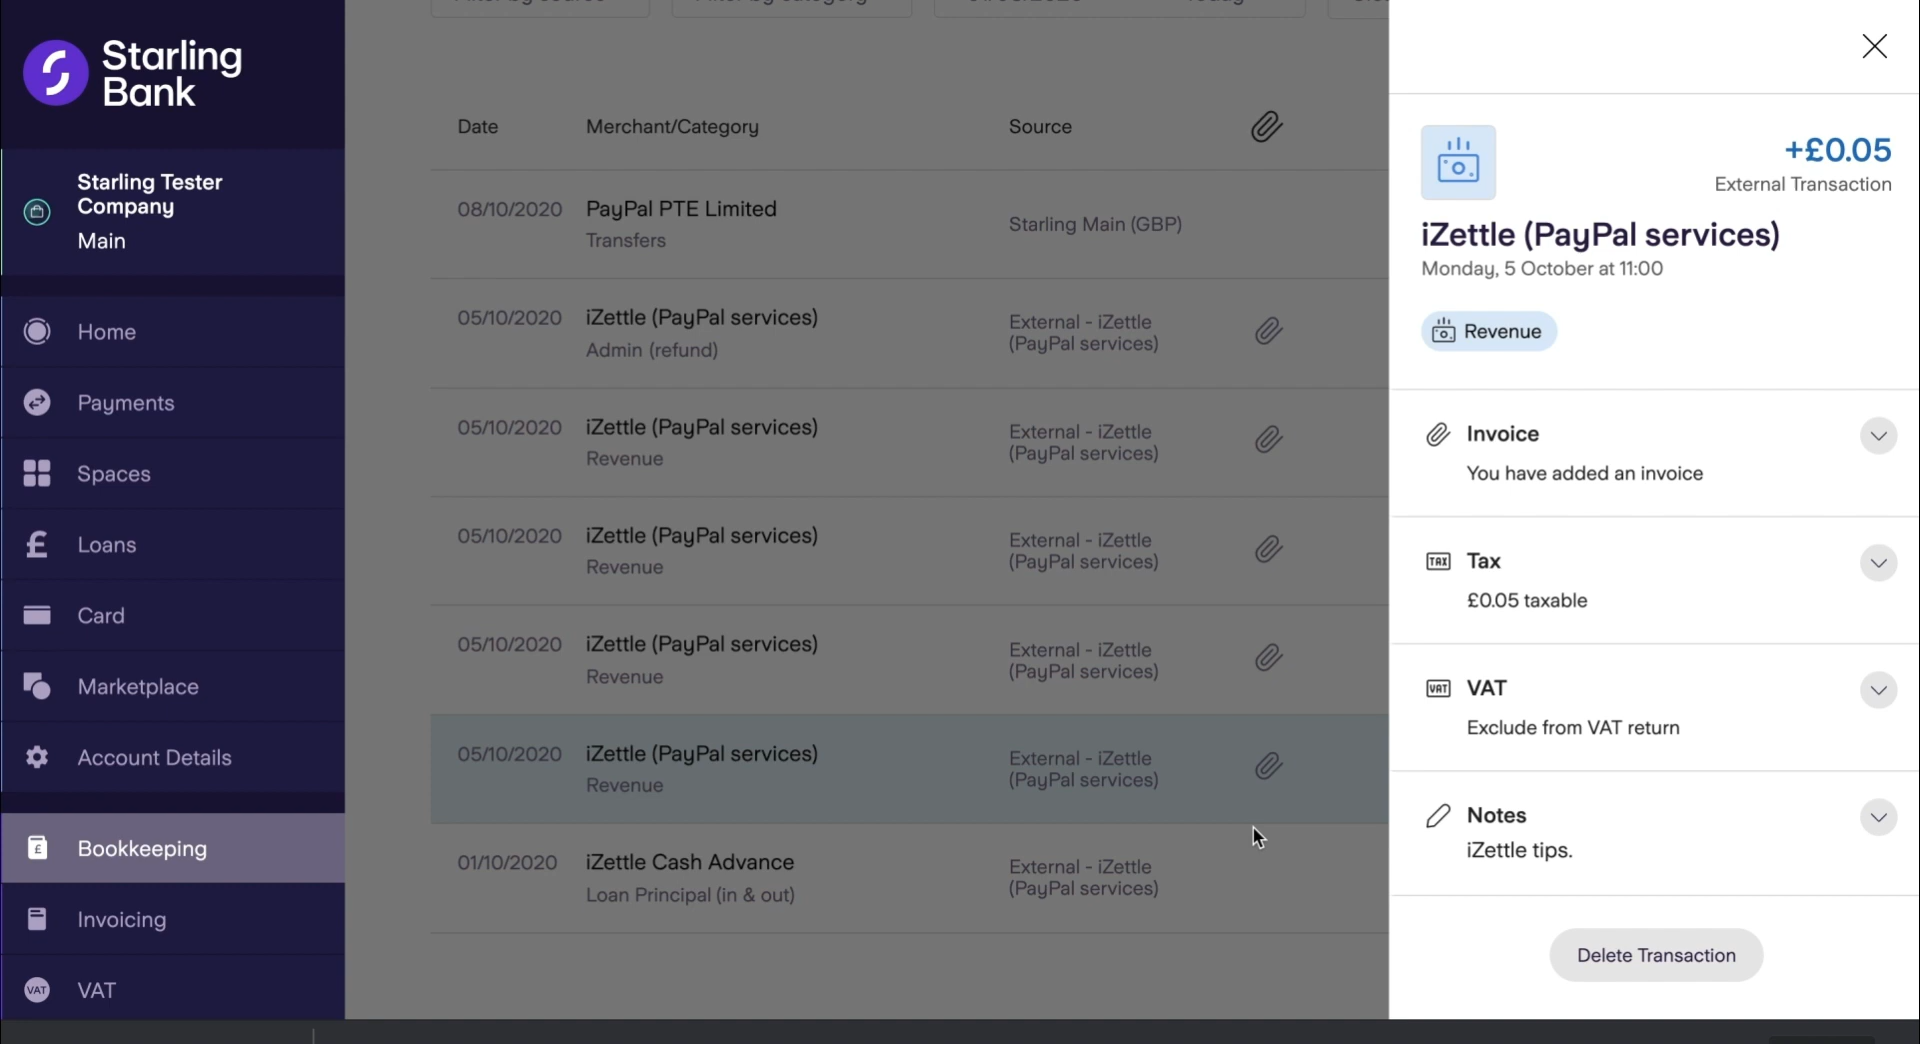 Starling
Bank
Starling Tester
Company
Main
Home
Payments
Spaces
Loans
Card
Marketplace
Account Details
Bookkeeping
Invoicing
VAT
VAT
Date
Merchant/Category
Source
08/10/2020
PayPal PTE Limited
Transfers
Starling Main (GBP)
05/10/2020
iZettle (PayPal services)
Admin (refund)
External - iZettle
(PayPal services)
05/10/2020
iZettle (PayPal services)
Revenue
External - iZettle
(PayPal services)
05/10/2020
iZettle (PayPal services)
Revenue
External - iZettle
(PayPal services)
05/10/2020
iZettle (PayPal services)
Revenue
External - iZettle
(PayPal services)
05/10/2020
iZettle (PayPal services)
Revenue
External - iZettle
(PayPal services)
01/10/2020
iZettle Cash Advance
Loan Principal (in & out)
External - iZettle
(PayPal services)
+£0.05
External Transaction
iZettle (PayPal services)
Monday, 5 October at 11:00
Revenue
Invoice
You have added an invoice
TAX
Tax
£0.05 taxable
VAT
VAT
Exclude from VAT return
Notes
iZettle tips.
Delete Transaction